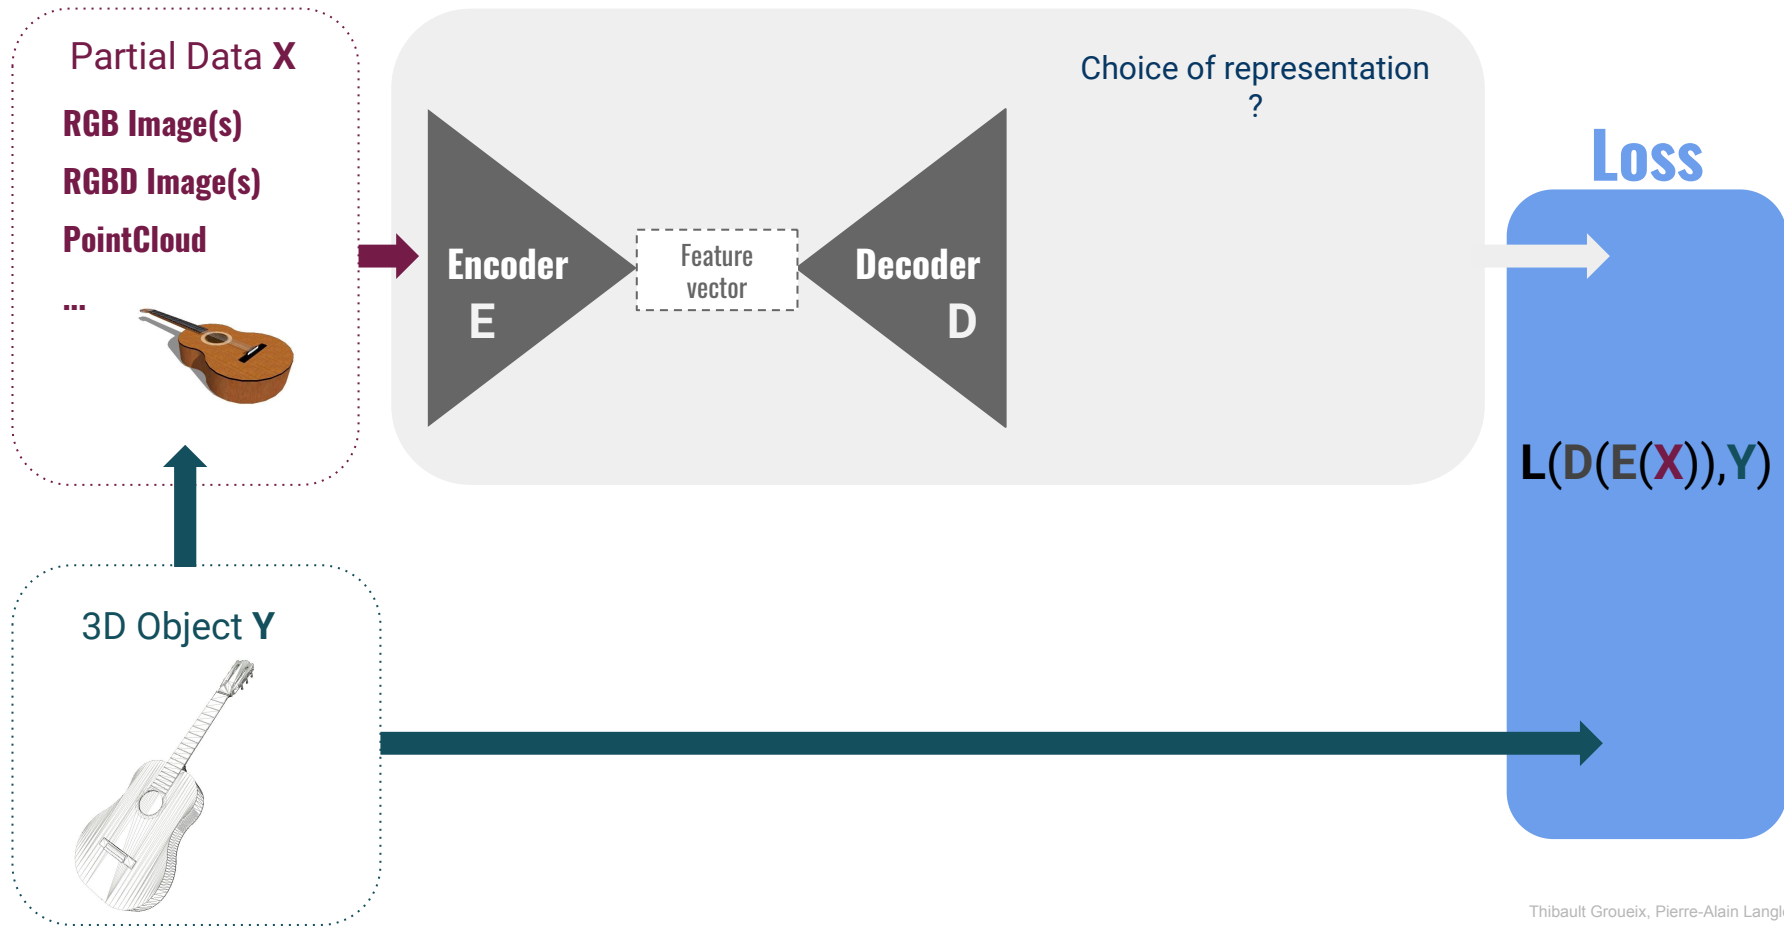 Partial Data X
RGB Image(s)
RGBD Image(s)
PointCloud
...
Choice of representation
?
Encoder
E
Feature
vector
Decoder
D
Loss
L(D(E(X)),Y)
3D Object Y
Thibault Groueix, Pierre-Alain Langlo